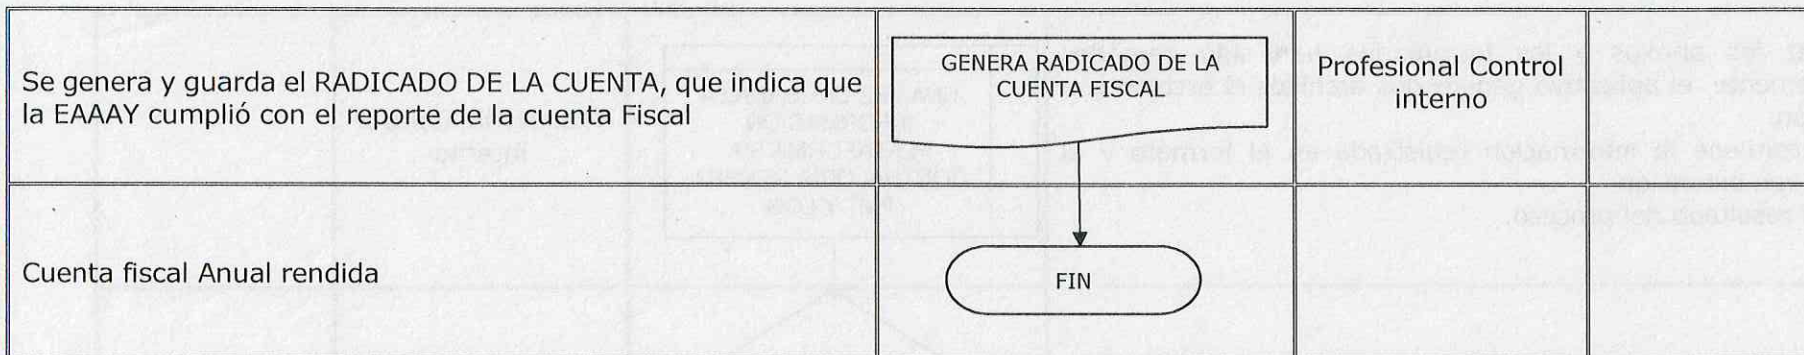 Se genera y guarda el RADICADO DE LA CUENTA, que indica que
la EAAAY cumplió con el reporte de la cuenta Fiscal
GENERA RADICADO DE LA
CUENTA FISCAL
Profesional Control
interno
Cuenta fiscal Anual rendida
FIN